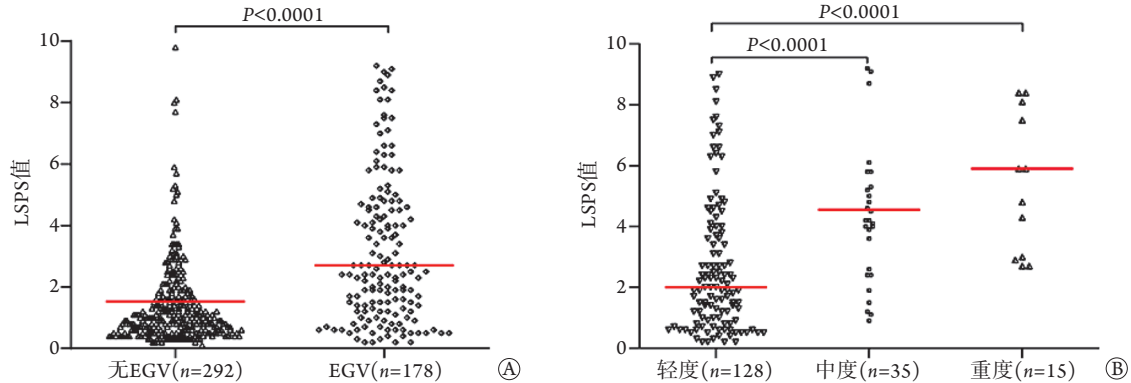 P<0.0001
10
8
6
4
2
0
LSPS值
无EGV(n=292)
EGV(n=178)
Ⓐ
P<0.0001
P<0.0001
10
8
6
4
2
0
LSPS值
轻度(n=128)
中度(n=35)
重度(n=15)
Ⓑ